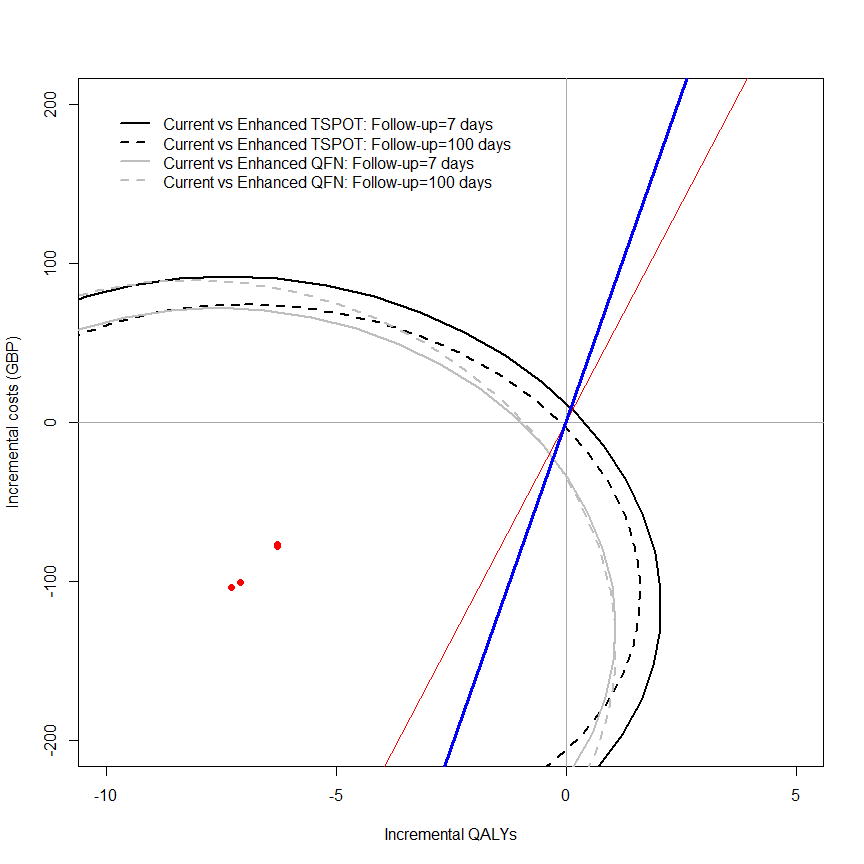 Current vs Enhanced TSPOT: Follow-up=7 days
Current vs Enhanced TSPOT: Follow-up=100 days
Current vs Enhanced QFN: Follow-up=7 days
Current vs Enhanced QFN: Follow-up=100 days
Incremental costs (GBP)
200
100
0
-100
-200
-10
-5
0
5
Incremental QALYs